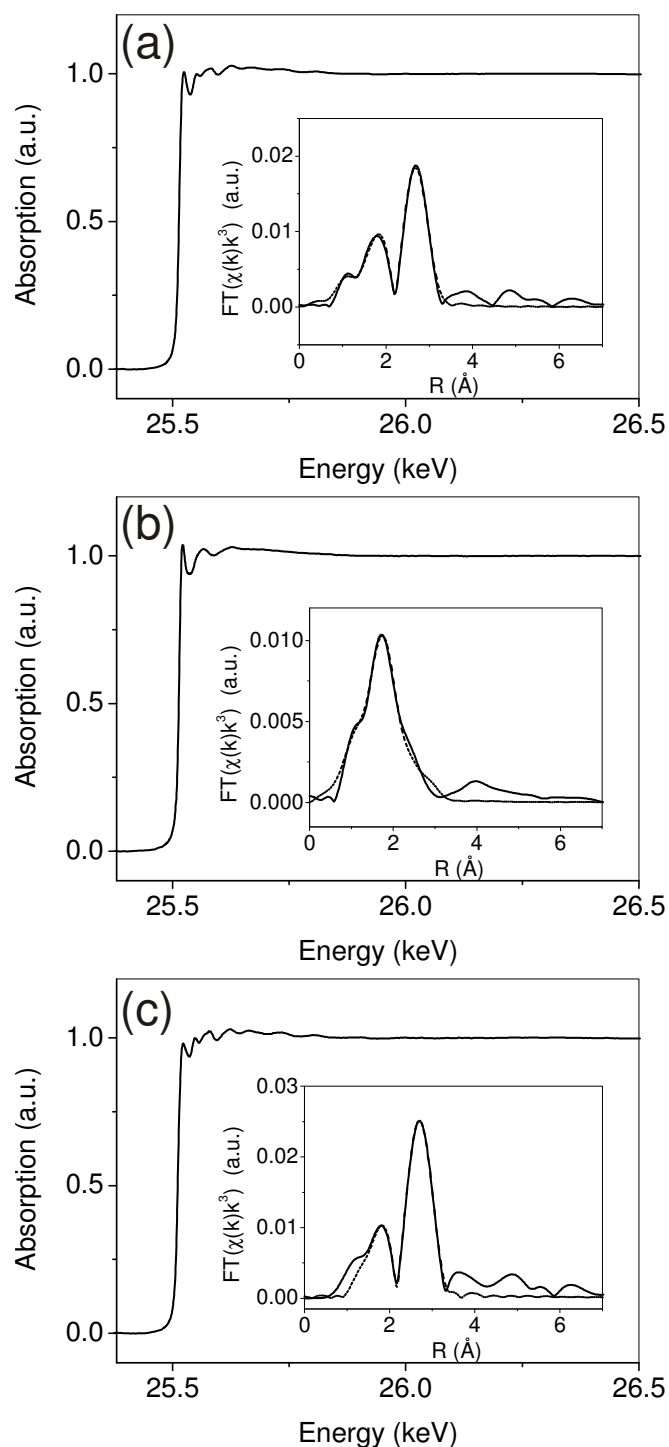 (a)
Absorption (a.u.)
1.0
0.5
0.0
FT(χ(k)k³) (a.u.)
0.02
0.01
0.00
0 2 4 6
R (Å)
25.5 26.0 26.5
Energy (keV)
(b)
Absorption (a.u.)
1.0
0.5
0.0
FT(χ(k)k³) (a.u.)
0.010
0.005
0.000
0 2 4 6
R (Å)
25.5 26.0 26.5
Energy (keV)
(c)
Absorption (a.u.)
1.0
0.5
0.0
FT(χ(k)k³) (a.u.)
0.03
0.02
0.01
0.00
0 2 4 6
R (Å)
25.5 26.0 26.5
Energy (keV)